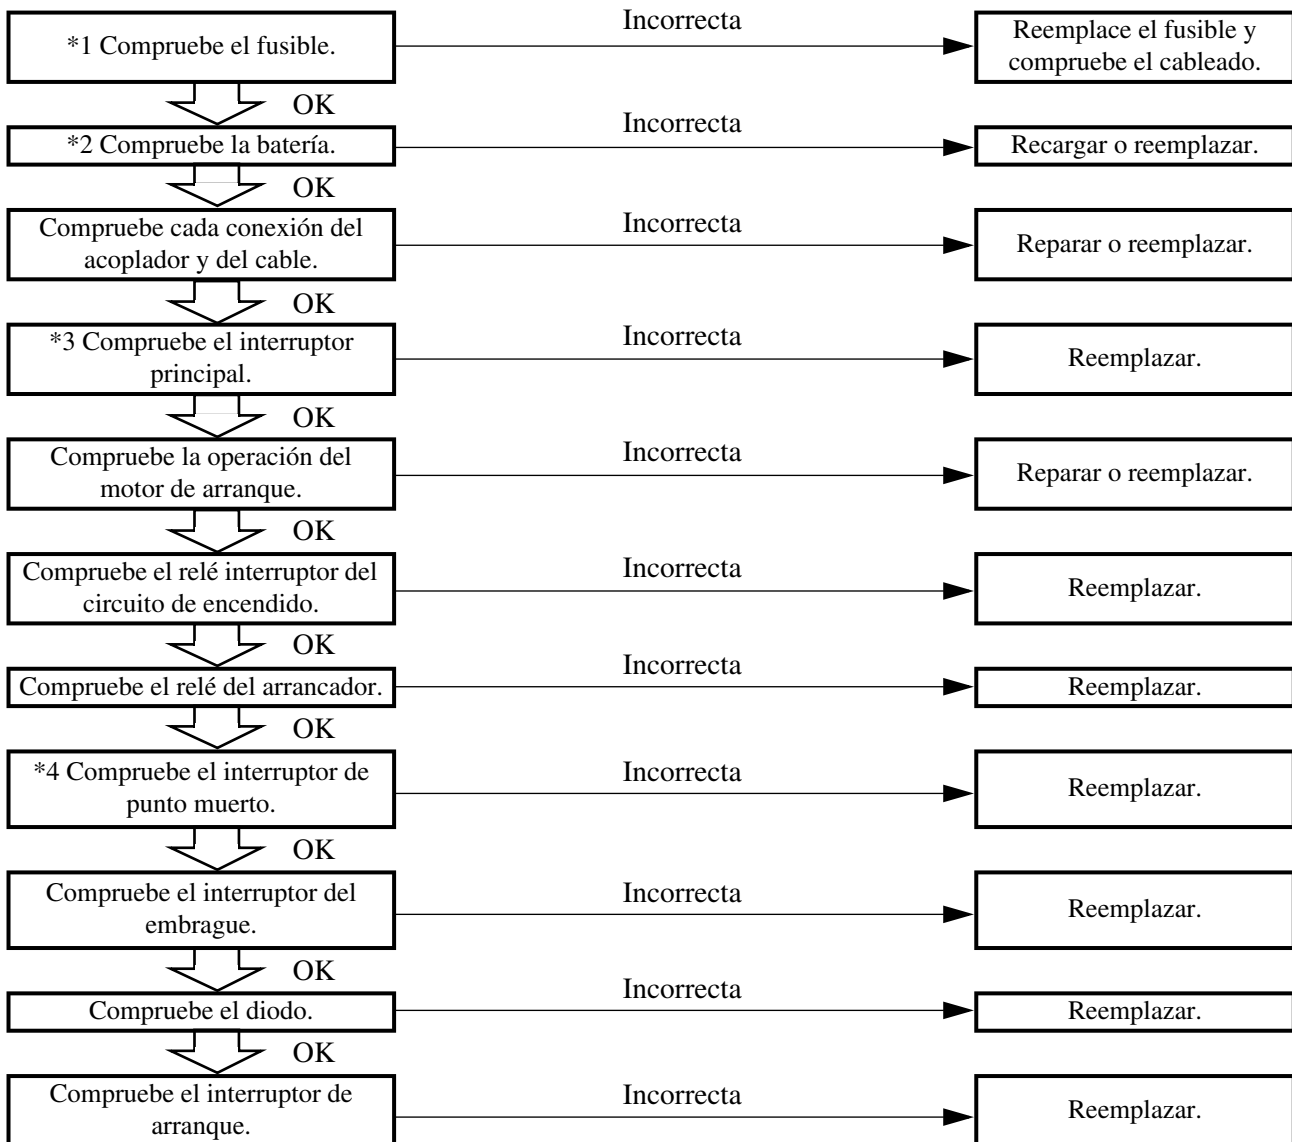 *1 Compruebe el fusible.
Incorrecta
Reemplace el fusible y
compruebe el cableado.
OK
*2 Compruebe la batería.
Incorrecta
Recargar o reemplazar.
OK
Compruebe cada conexión del
acoplador y del cable.
Incorrecta
Reparar o reemplazar.
OK
*3 Compruebe el interruptor
principal.
Incorrecta
Reemplazar.
OK
Compruebe la operación del
motor de arranque.
Incorrecta
Reparar o reemplazar.
OK
Compruebe el relé interruptor del
circuito de encendido.
Incorrecta
Reemplazar.
OK
Compruebe el relé del arrancador.
Incorrecta
Reemplazar.
OK
*4 Compruebe el interruptor de
punto muerto.
Incorrecta
Reemplazar.
OK
Compruebe el interruptor del
embrague.
Incorrecta
Reemplazar.
OK
Compruebe el diodo.
Incorrecta
Reemplazar.
OK
Compruebe el interruptor de
arranque.
Incorrecta
Reemplazar.